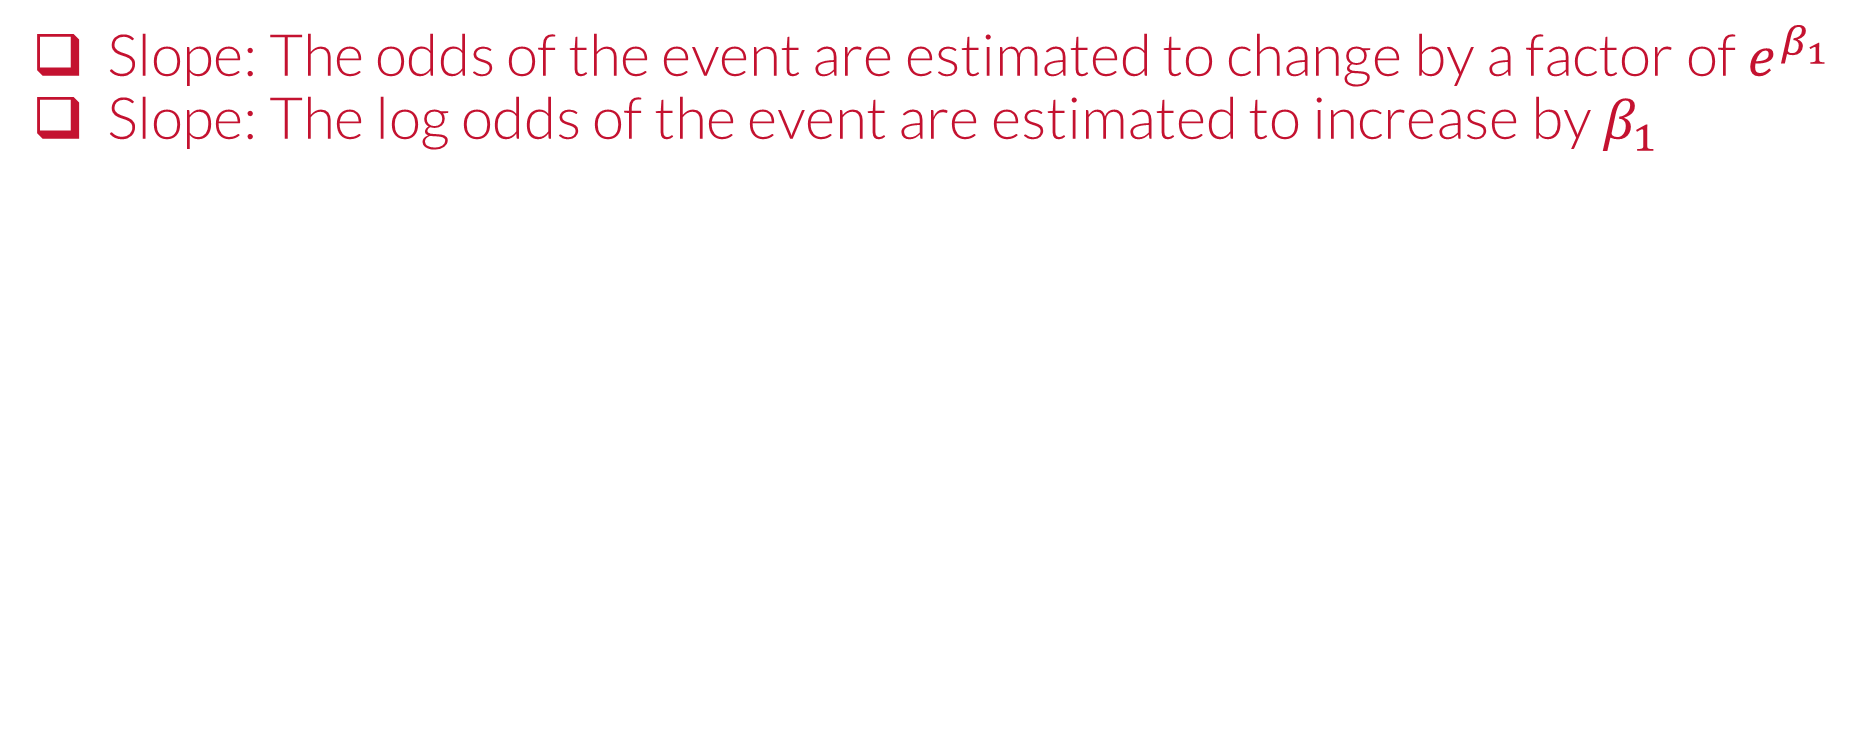 ❑ Slope: The odds of the event are estimated to change by a factor of e^{β₁}
❑ Slope: The log odds of the event are estimated to increase by β₁